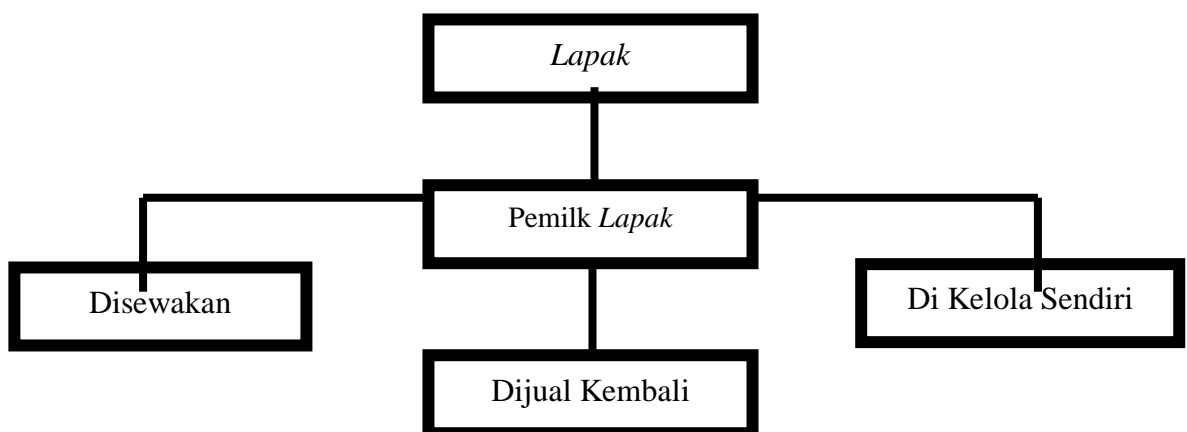 Lapak
Pemilk Lapak
Disewakan
Di Kelola Sendiri
Dijual Kembali